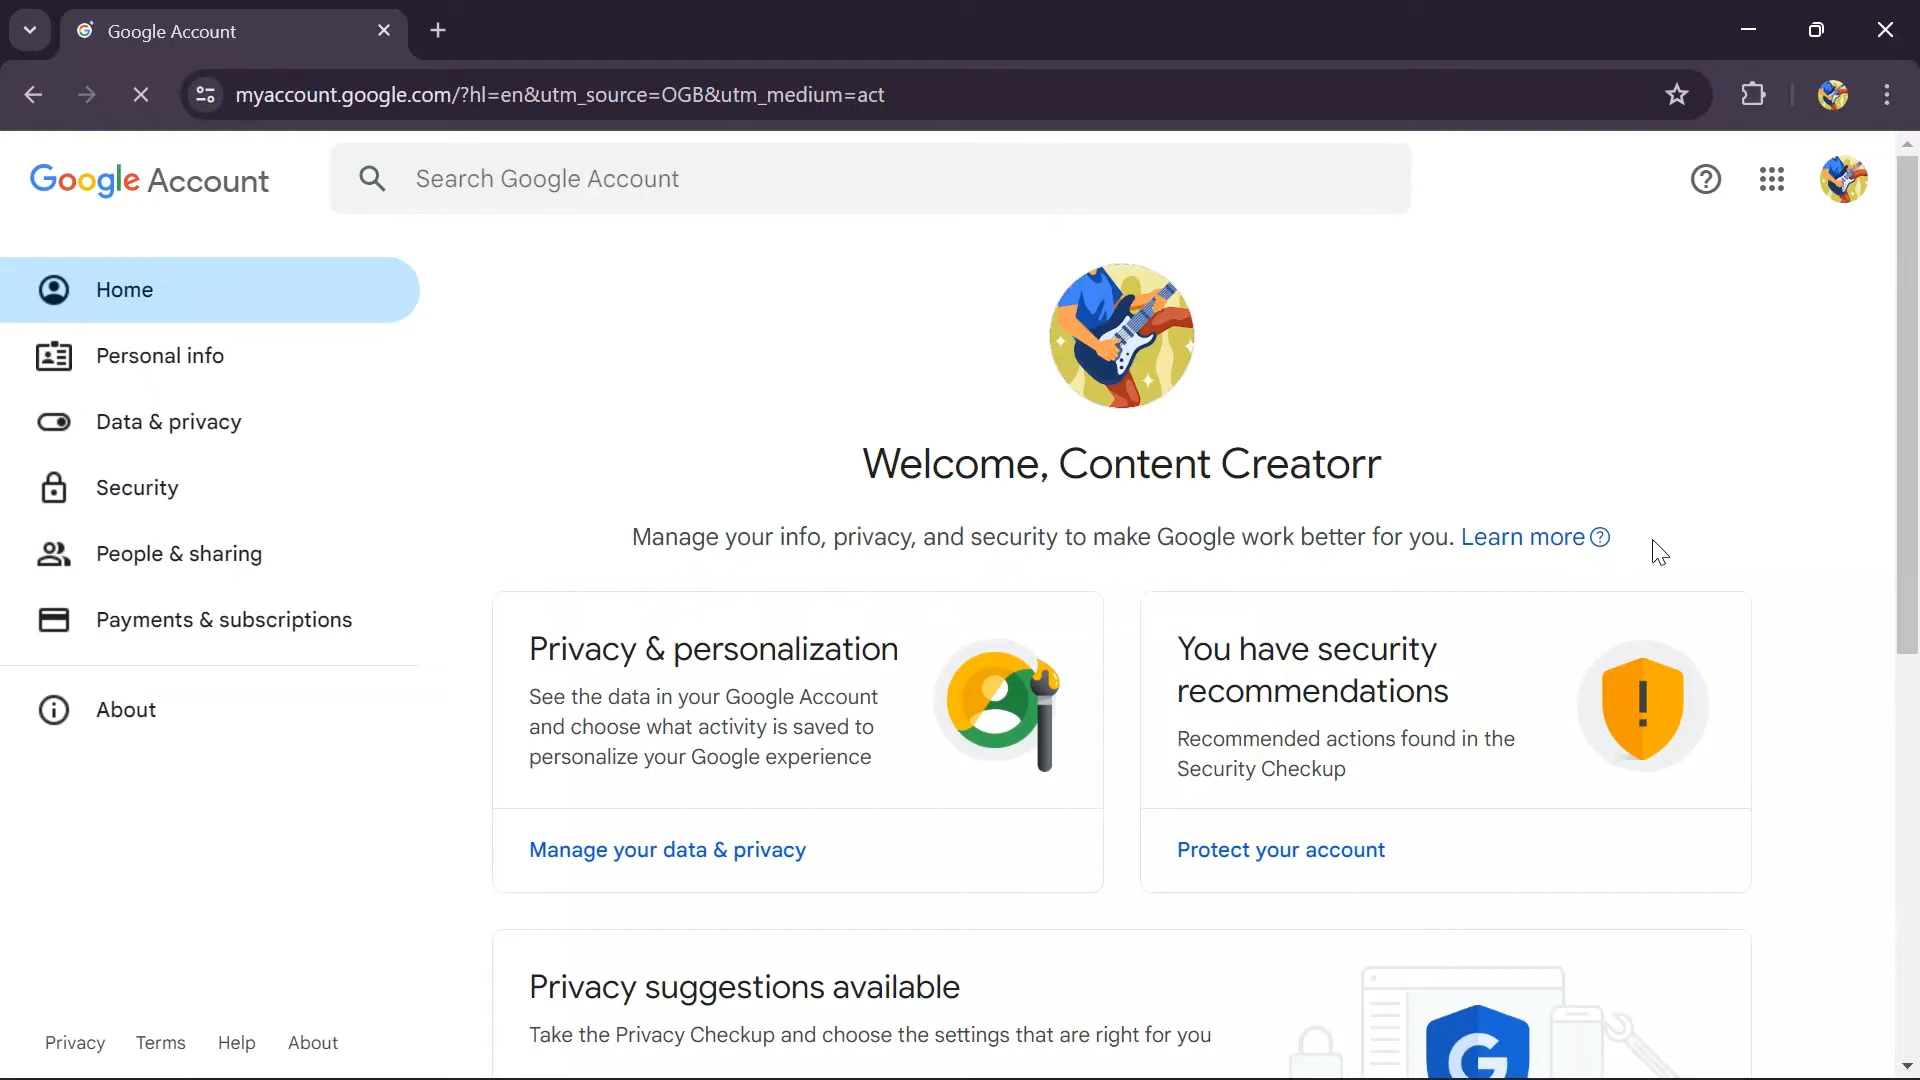 Google Account
myaccount.google.com/?hl=en&utm_source=OGB&utm_medium=act
Google Account
Search Google Account
Home
Personal info
Data & privacy
Security
People & sharing
Payments & subscriptions
About
Welcome, Content Creatorr
Manage your info, privacy, and security to make Google work better for you. Learn more
Privacy & personalization
See the data in your Google Account
and choose what activity is saved to
personalize your Google experience
Manage your data & privacy
You have security
recommendations
Recommended actions found in the
Security Checkup
Protect your account
Privacy suggestions available
Take the Privacy Checkup and choose the settings that are right for you
G
Privacy Terms Help About